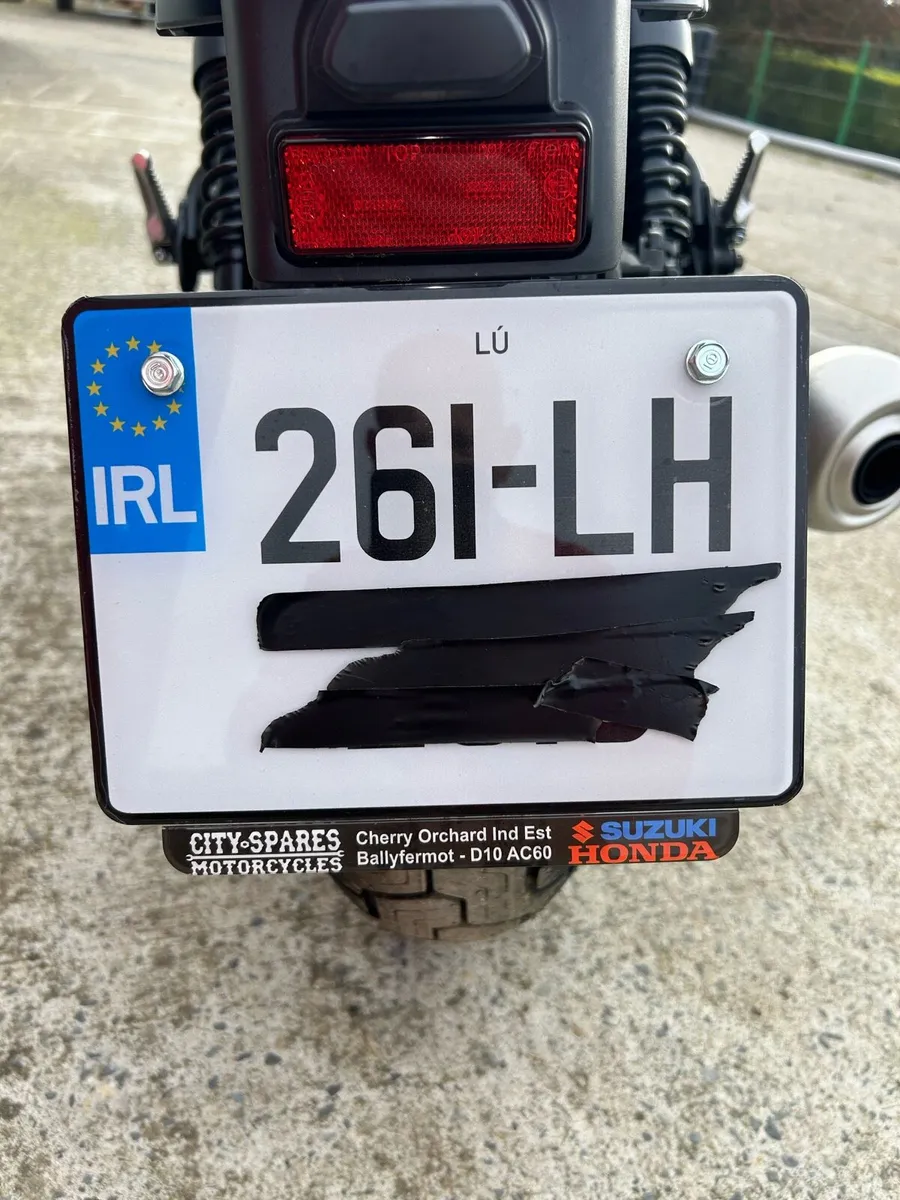 LÚ
IRL
261-LH
CITY SPARES
MOTORCYCLES
Cherry Orchard Ind Est
Ballyfermot - D10 AC60
SUZUKI
HONDA